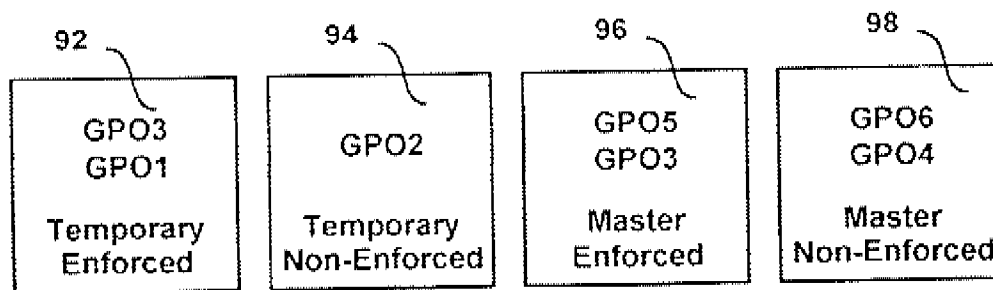 92
94
96
98
GPO3
GPO1
Temporary
Enforced
GPO2
Temporary
Non-Enforced
GPO5
GPO3
Master
Enforced
GPO6
GPO4
Master
Non-Enforced